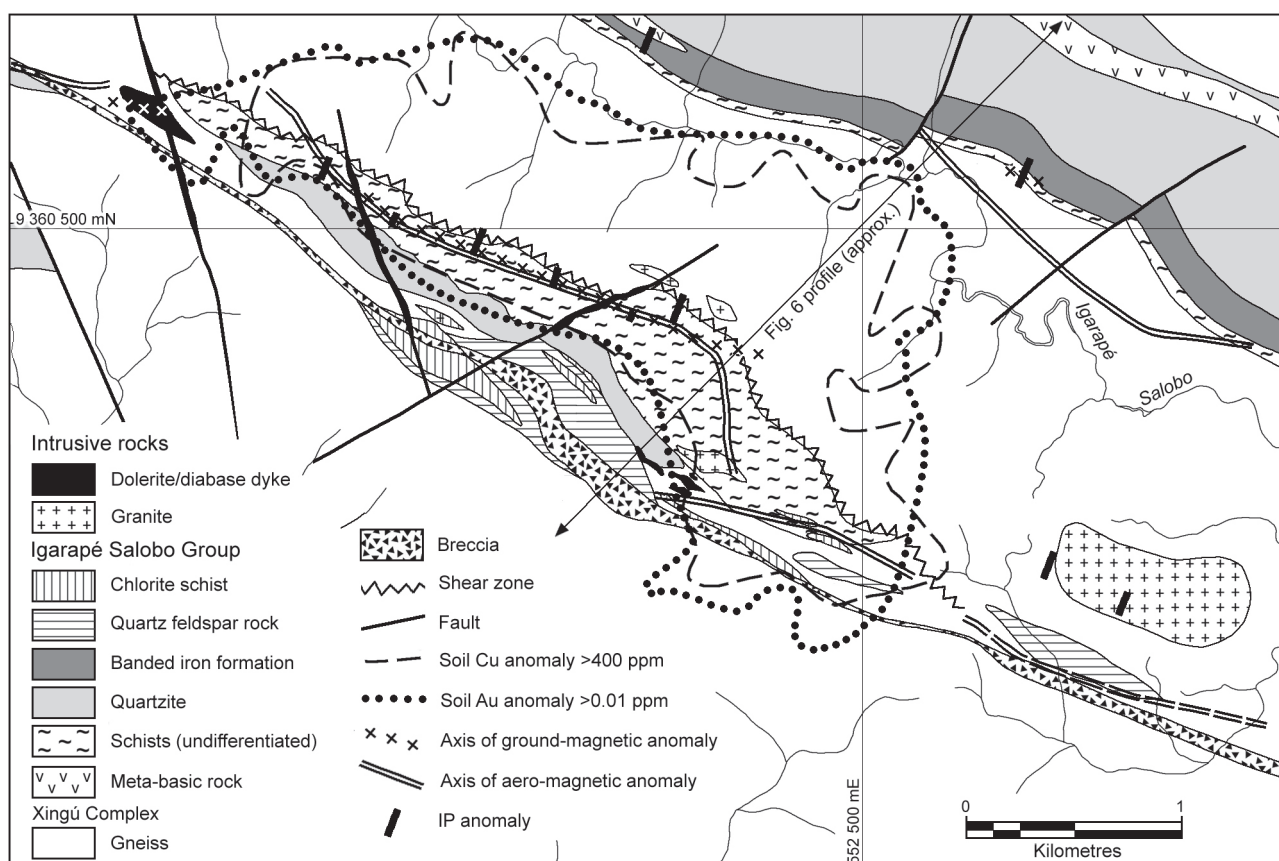 9 360 500 mN
Fig. 6 profile (approx.)
Igarapé
Salobo
552 500 mE
Intrusive rocks
Dolerite/diabase dyke
Granite
Igarapé Salobo Group
Chlorite schist
Quartz feldspar rock
Banded iron formation
Quartzite
Schists (undifferentiated)
Meta-basic rock
Xingú Complex
Gneiss
Breccia
Shear zone
Fault
Soil Cu anomaly >400 ppm
Soil Au anomaly >0.01 ppm
Axis of ground-magnetic anomaly
Axis of aero-magnetic anomaly
IP anomaly
0 1
Kilometres